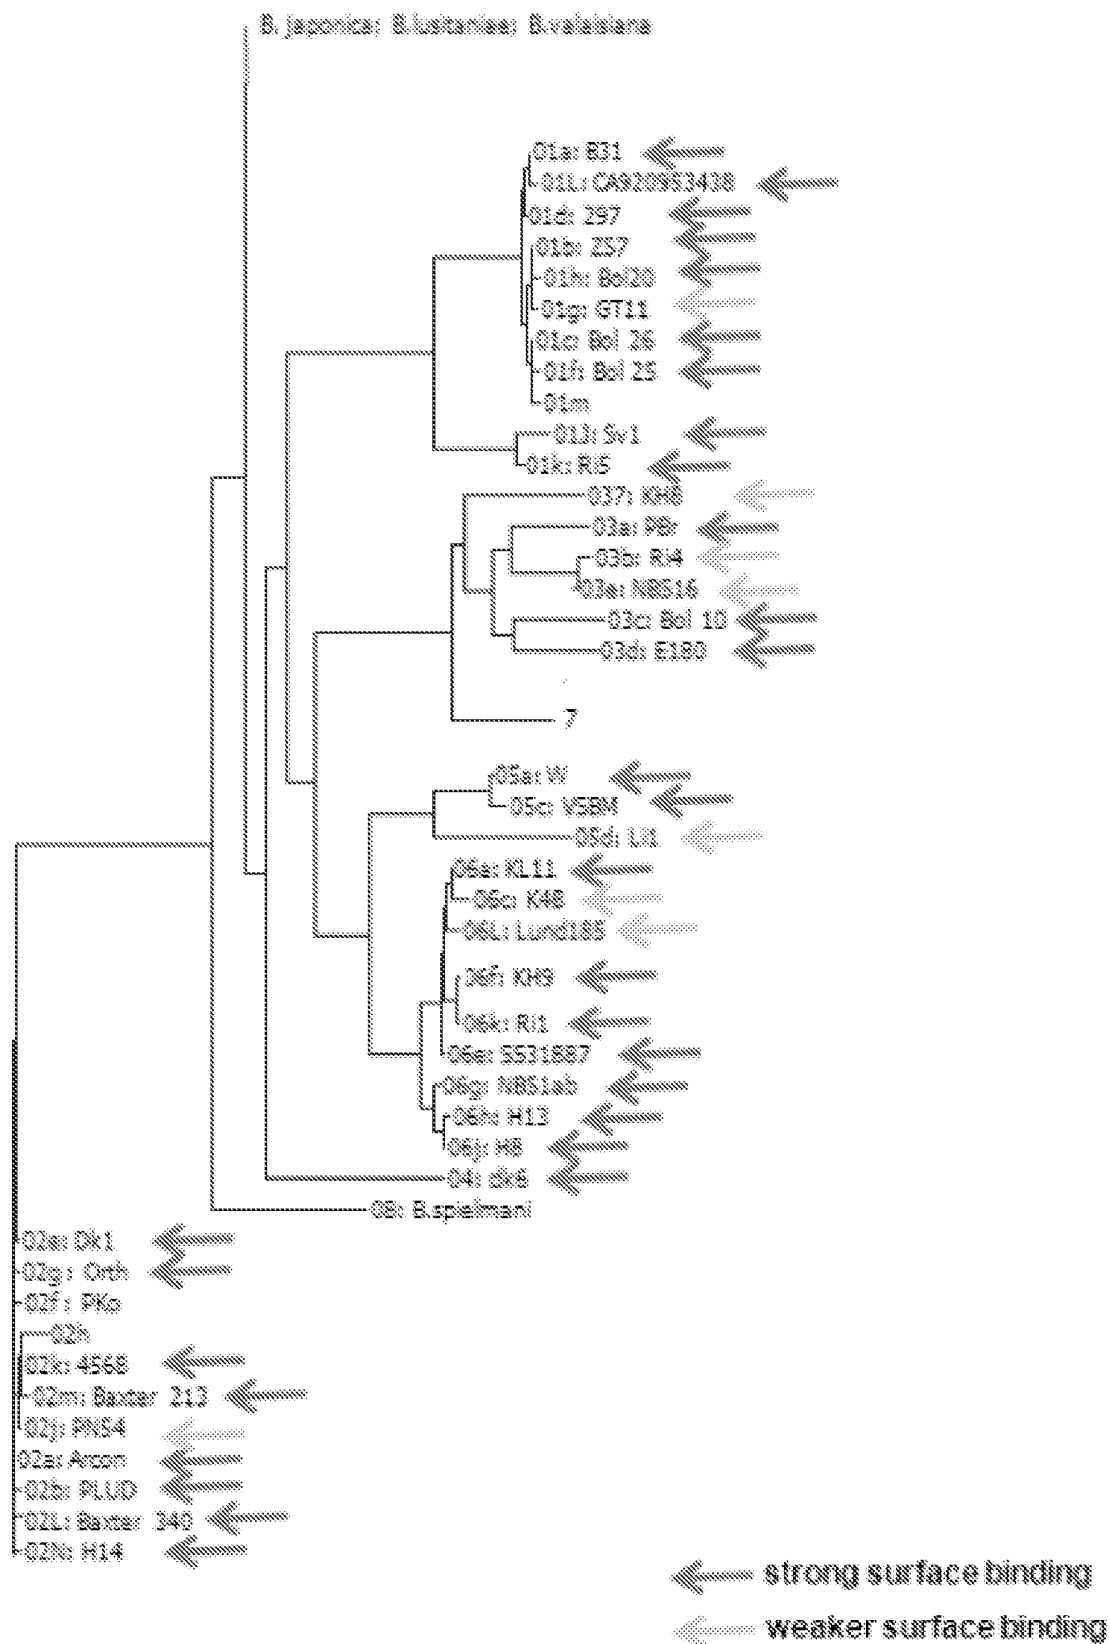 B. japonica; B.lusitaniae; B.valaisiana
01a: B31
01L: CA920953438
01d: 297
01b: ZS7
01h: Bol20
01g: GT11
01c: Bol 26
01f: Bol 25
01m
01J: Sv1
01k: Ri5
037: KH8
03a: PBr
03b: Ri4
03e: NBS16
03c: Bol 10
03d: E180
7
05a: W
05c: VSBM
05d: Li1
06a: KL11
06c: K48
06L: Lund185
06f: KH9
06k: Ri1
06e: SS31887
06g: NBS1ab
06h: H13
06j: H8
04: dk6
08: B.spielmani
02e: Dk1
02g: Orth
02f: PKo
02h
02k: 4568
02m: Baxter 213
02j: PN54
02a: Arcon
02b: PLUD
02L: Baxter 340
02N: H14
strong surface binding
weaker surface binding